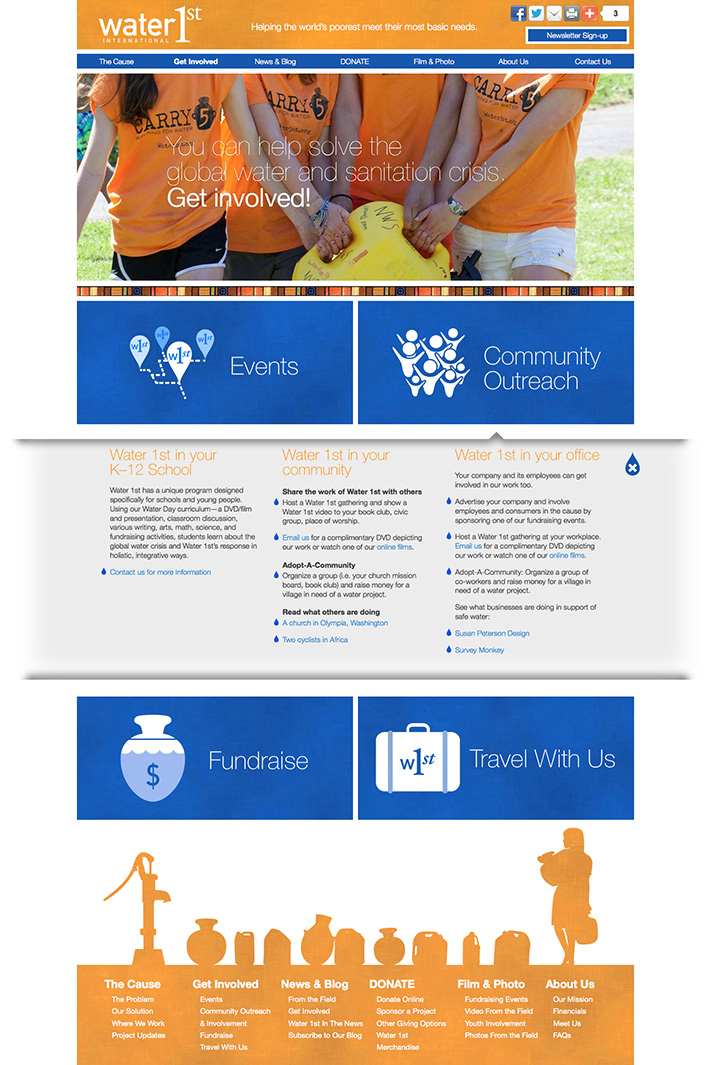 water1st
INTERNATIONAL
Helping the world's poorest meet their most basic needs.
3
Newsletter Sign-up
The Cause
Get Involved
News & Blog
DONATE
Film & Photo
About Us
Contact Us
CARRY 5
CARRY 5
CARRY 5
You can help solve the
global water and sanitation crisis.
Get involved!
NWS
w1st
w1st
w1st
Events
Community
Outreach
Water 1st in your
K–12 School
Water 1st has a unique program designed
specifically for schools and young people.
Using our Water Day curriculum—a DVD/film
and presentation, classroom discussion,
various writing, arts, math, science, and
fundraising activities, students learn about the
global water crisis and Water 1st's response in
holistic, integrative ways.
Contact us for more information
Water 1st in your
community
Share the work of Water 1st with others
Host a Water 1st gathering and show a
Water 1st video to your book club, civic
group, place of worship.
Email us for a complimentary DVD depicting
our work or watch one of our online films.
Adopt-A-Community
Organize a group (i.e. your church mission
board, book club) and raise money for a
village in need of a water project.
Read what others are doing
A church in Olympia, Washington
Two cyclists in Africa
Water 1st in your office
Your company and its employees can get
involved in our work too.
Advertise your company and involve
employees and consumers in the cause by
sponsoring one of our fundraising events.
Host a Water 1st gathering at your workplace.
Email us for a complimentary DVD depicting
our work or watch one of our online films.
Adopt-A-Community: Organize a group of
co-workers and raise money for a village in
need of a water project.
See what businesses are doing in support of
safe water:
Susan Peterson Design
Survey Monkey
$
Fundraise
w1st
Travel With Us
The Cause
The Problem
Our Solution
Where We Work
Project Updates
Get Involved
Events
Community Outreach
& Involvement
Fundraise
Travel With Us
News & Blog
From the Field
Get Involved
Water 1st In The News
Subscribe to Our Blog
DONATE
Donate Online
Sponsor a Project
Other Giving Options
Water 1st
Merchandise
Film & Photo
Fundraising Events
Video From the Field
Youth Involvement
Photos From the Field
About Us
Our Mission
Financials
Meet Us
FAQs